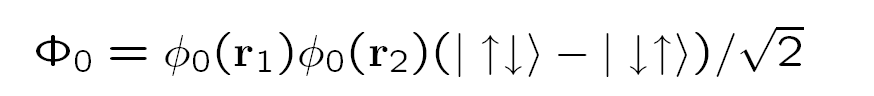 Φ₀ = ϕ₀(r₁)ϕ₀(r₂)(| ↑↓⟩ − | ↓↑⟩)/√2